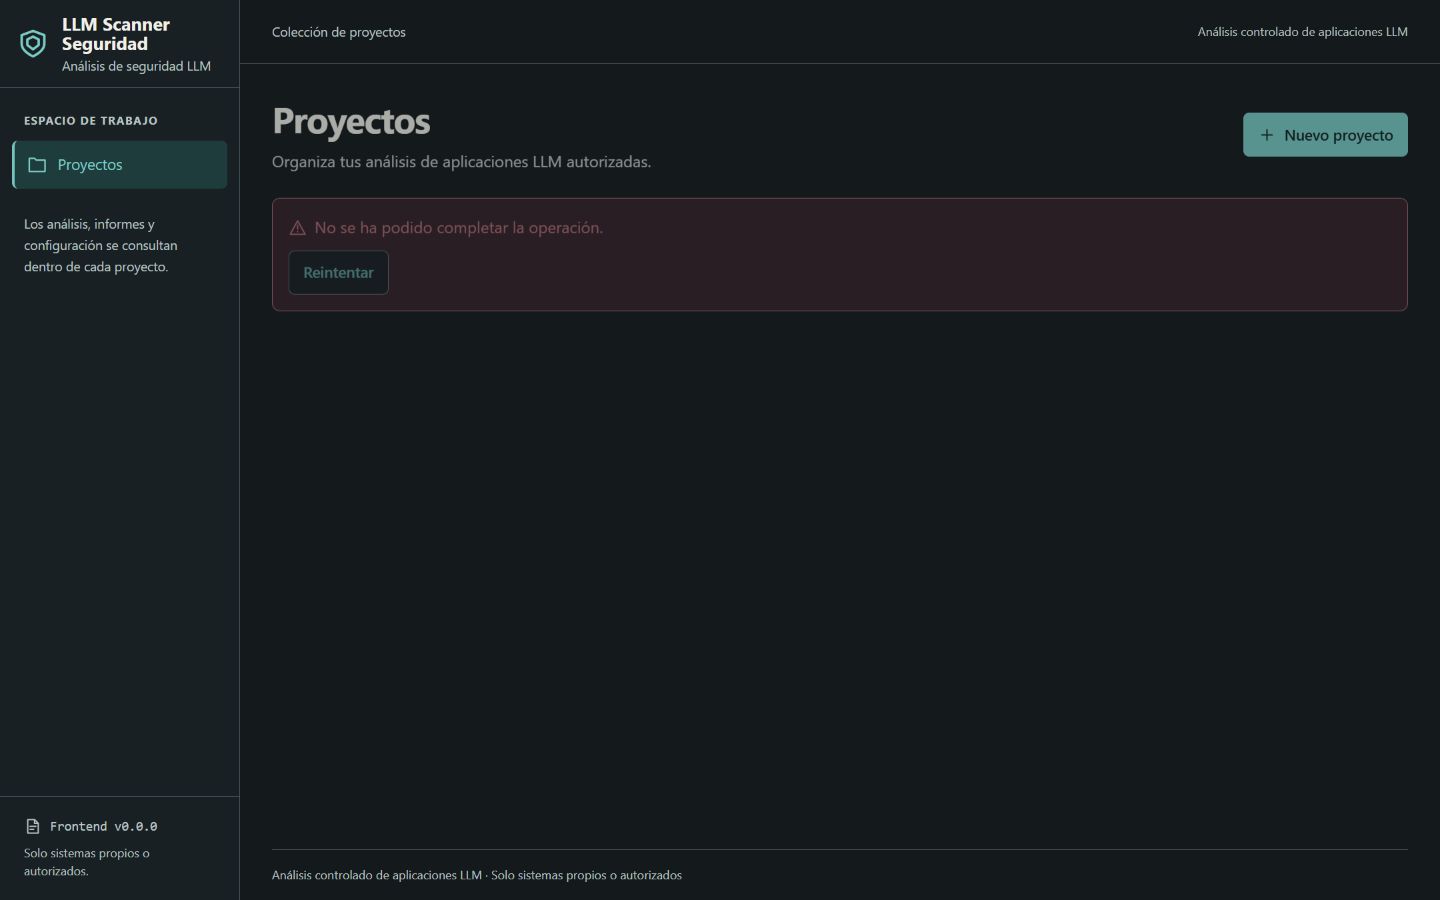 LLM Scanner
Seguridad
Análisis de seguridad LLM
ESPACIO DE TRABAJO
Proyectos
Los análisis, informes y
configuración se consultan
dentro de cada proyecto.
Frontend v0.0.0
Solo sistemas propios o
autorizados.
Colección de proyectos
Análisis controlado de aplicaciones LLM
Proyectos
Organiza tus análisis de aplicaciones LLM autorizadas.
+ Nuevo proyecto
No se ha podido completar la operación.
Reintentar
Análisis controlado de aplicaciones LLM · Solo sistemas propios o autorizados